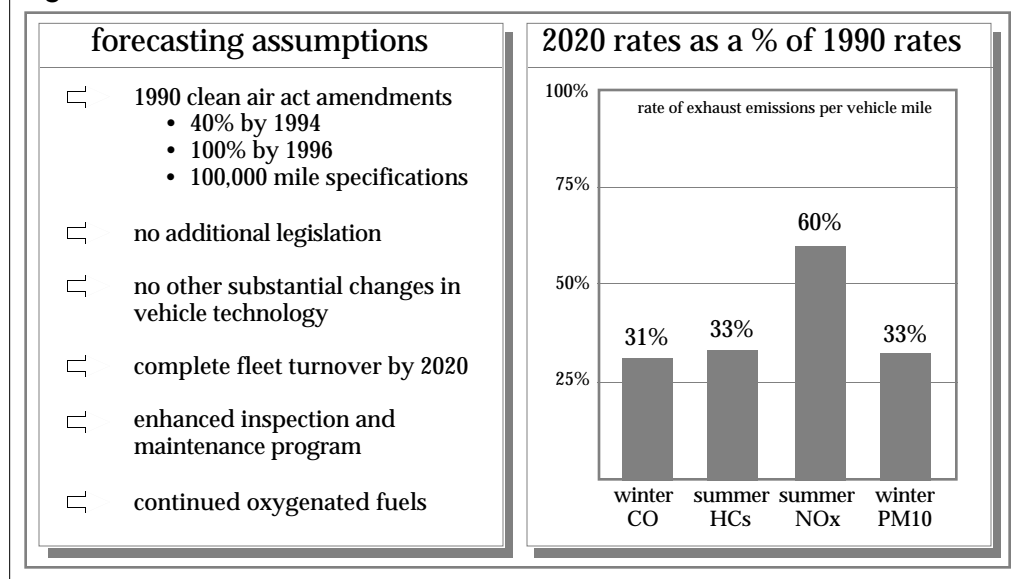 forecasting assumptions
1990 clean air act amendments
• 40% by 1994
• 100% by 1996
• 100,000 mile specifications
no additional legislation
no other substantial changes in
vehicle technology
complete fleet turnover by 2020
enhanced inspection and
maintenance program
continued oxygenated fuels
2020 rates as a % of 1990 rates
100%
rate of exhaust emissions per vehicle mile
75%
60%
50%
31%
33%
33%
25%
winter summer summer winter
CO HCs NOx PM10